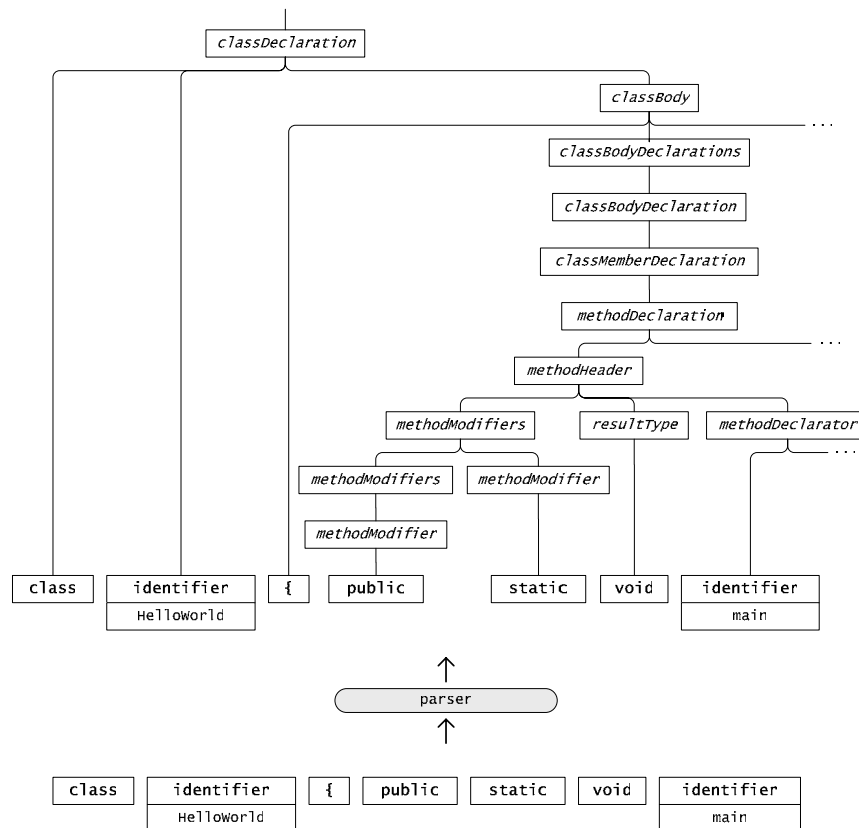 classDeclaration
classBody
...
classBodyDeclarations
classBodyDeclaration
classMemberDeclaration
methodDeclaration
...
methodHeader
methodModifiers resultType methodDeclarator
...
methodModifiers methodModifier
methodModifier
class identifier { public static void identifier
HelloWorld main
parser
class identifier { public static void identifier
HelloWorld main